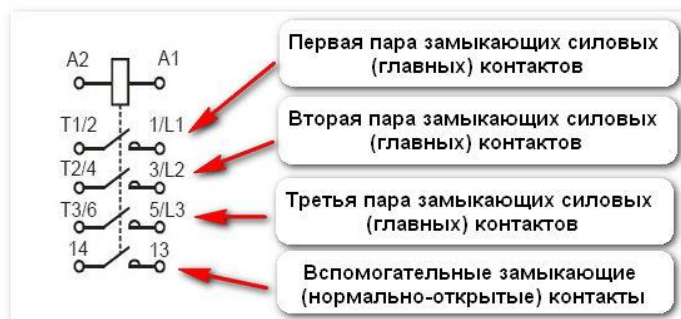 A2 A1
Первая пара замыкающих силовых
(главных) контактов
T1/2 1/L1
Вторая пара замыкающих силовых
(главных) контактов
T2/4 3/L2
Третья пара замыкающих силовых
(главных) контактов
T3/6 5/L3
14 13
Вспомогательные замыкающие
(нормально-открытые) контакты